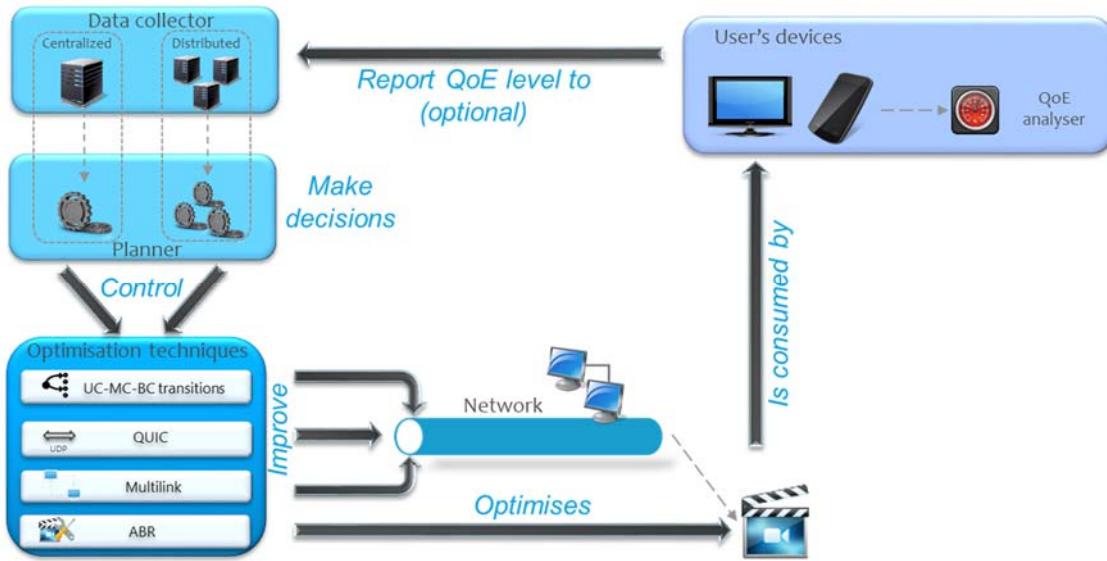 Data collector
Centralized
Distributed
Report QoE level to
(optional)
User's devices
QoE
analyser
Make
decisions
Planner
Control
Optimisation techniques
UC-MC-BC transitions
UDP
QUIC
Multilink
ABR
Improve
Network
Optimises
Is consumed by